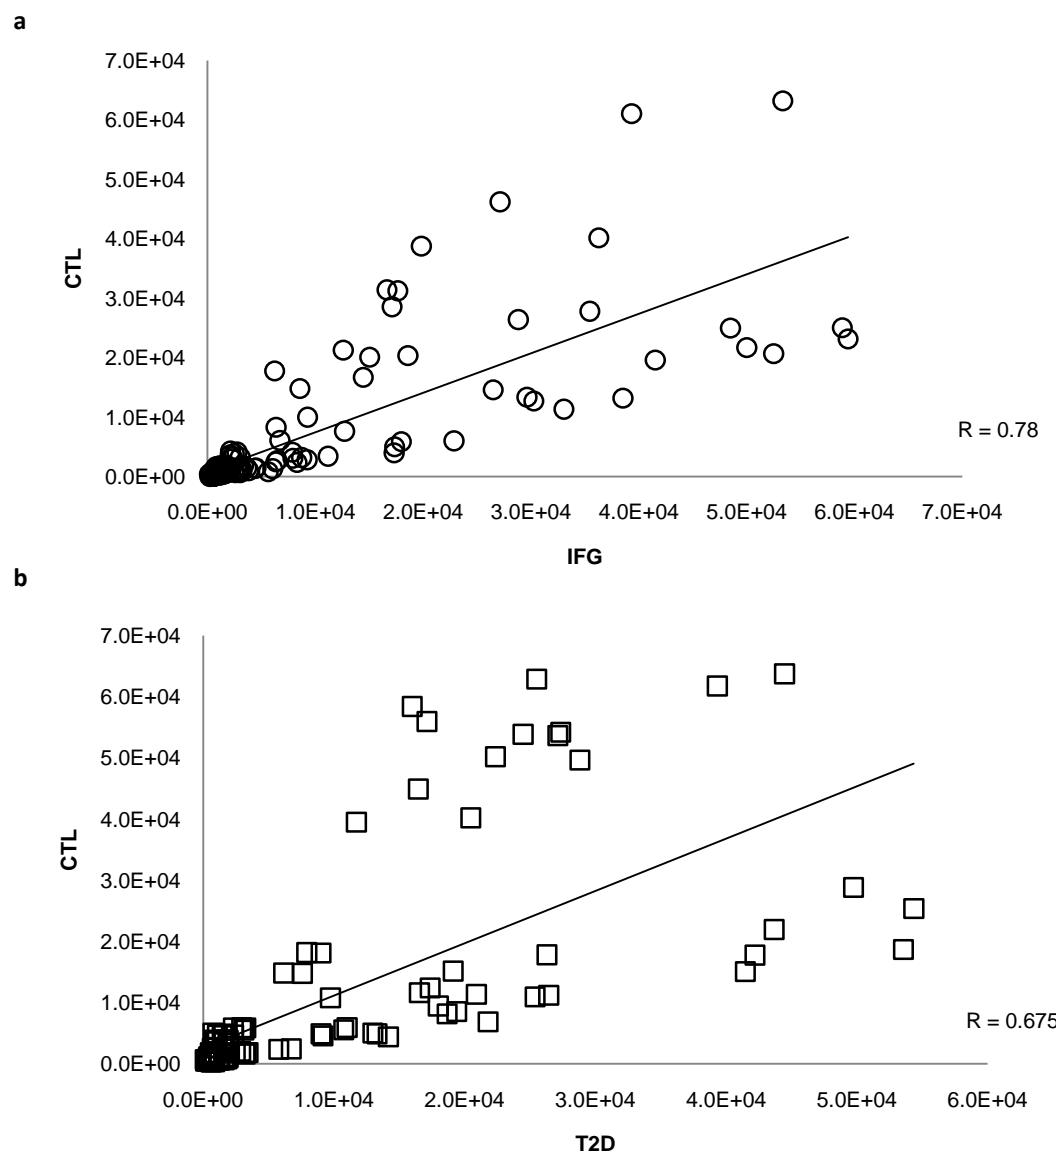 a
7.0E+04
6.0E+04
5.0E+04
4.0E+04
3.0E+04
2.0E+04
1.0E+04
0.0E+00
CTL
R = 0.78
0.0E+00 1.0E+04 2.0E+04 3.0E+04 4.0E+04 5.0E+04 6.0E+04 7.0E+04
IFG
b
7.0E+04
6.0E+04
5.0E+04
4.0E+04
3.0E+04
2.0E+04
1.0E+04
0.0E+00
CTL
R = 0.675
0.0E+00 1.0E+04 2.0E+04 3.0E+04 4.0E+04 5.0E+04 6.0E+04
T2D